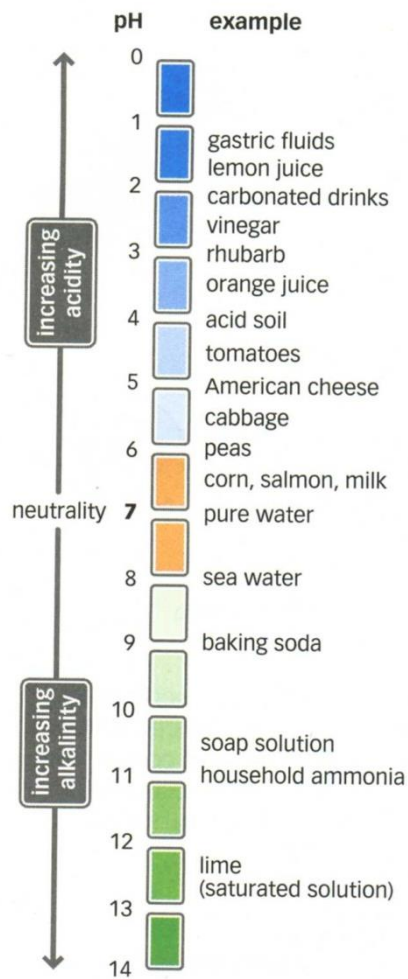 pH example
0
1
gastric fluids
lemon juice
2
carbonated drinks
vinegar
3
rhubarb
increasing
acidity
orange juice
4
acid soil
tomatoes
5
American cheese
cabbage
6
peas
corn, salmon, milk
neutrality 7 pure water
8
sea water
9
baking soda
10
increasing
alkalinity
soap solution
11
household ammonia
12
lime
(saturated solution)
13
14